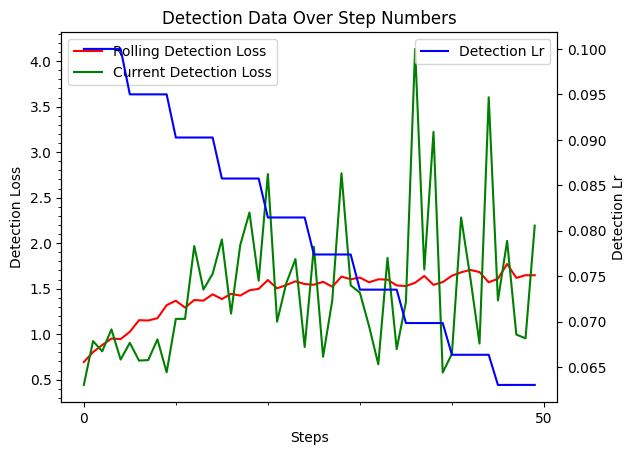 Detection Data Over Step Numbers
Rolling Detection Loss
Current Detection Loss
Detection Lr
4.0
3.5
3.0
2.5
2.0
1.5
1.0
0.5
Detection Loss
0.100
0.095
0.090
0.085
0.080
0.075
0.070
0.065
Detection Lr
0
50
Steps